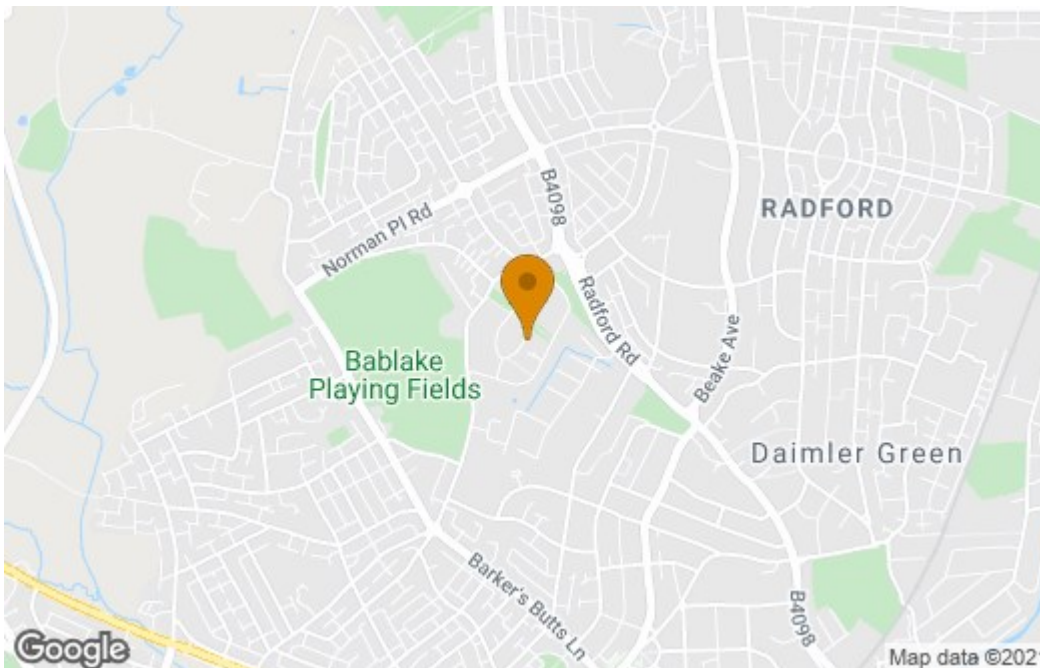 B4098
RADFORD
Norman Pl Rd
Radford Rd
Bablake
Playing Fields
Beake Ave
Daimler Green
Barker's Butts Ln
B4098
Google
Map data ©2021